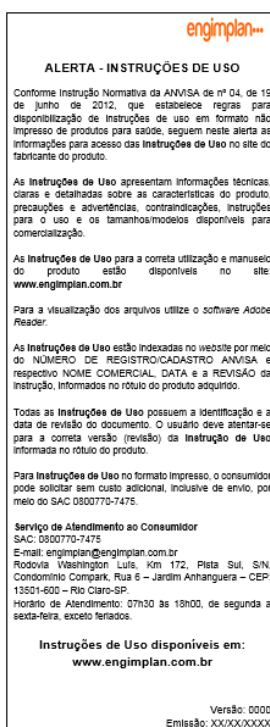 engimplan
ALERTA - INSTRUÇÕES DE USO
Conforme Instrução Normativa da ANVISA de nº 04, de 19
de junho de 2012, que estabelece regras para
disponibilização de instruções de uso em formato não
impresso de produtos para saúde, seguem neste alerta as
informações para acesso das Instruções de Uso no site do
fabricante do produto.
As Instruções de Uso apresentam informações técnicas,
claras e detalhadas sobre as características do produto,
precauções e advertências, contraindicações, instruções
para o uso e os tamanhos/modelos disponíveis para
comercialização.
As Instruções de Uso para a correta utilização e manuseio
do produto estão disponíveis no site:
www.engimplan.com.br
Para a visualização dos arquivos utilize o software Adobe
Reader.
As Instruções de Uso estão indexadas no website por meio
do NÚMERO DE REGISTRO/CADASTRO ANVISA e
respectivo NOME COMERCIAL, DATA e a REVISÃO da
instrução, informados no rótulo do produto adquirido.
Todas as Instruções de Uso possuem a identificação e a
data de revisão do documento. O usuário deve atentar-se
para a correta versão (revisão) da Instrução de Uso
informada no rótulo do produto.
Para Instruções de Uso no formato impresso, o consumidor
pode solicitar sem custo adicional, inclusive de envio, por
meio do SAC 0800770-7475.
Serviço de Atendimento ao Consumidor
SAC: 0800770-7475
E-mail: engimplan@engimplan.com.br
Rodovia Washington Luís, Km 172, Pista Sul, S/N,
Condomínio Compark, Rua 6 – Jardim Anhanguera – CEP:
13501-600 – Rio Claro-SP.
Horário de Atendimento: 07h30 às 18h00, de segunda a
sexta-feira, exceto feriados.
Instruções de Uso disponíveis em:
www.engimplan.com.br
Versão: 0000
Emissão: XX/XX/XXXX